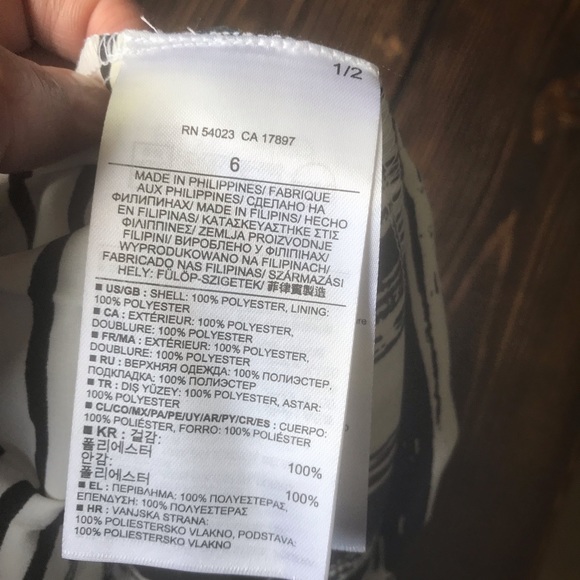 1/2
RN 54023 CA 17897
6
MADE IN PHILIPPINES/ FABRIQUE
AUX PHILIPPINES/ СДЕЛАНО НА
ФИЛИПИНАХ/ MADE IN FILIPINS/ HECHO
EN FILIPINAS/ ΚΑΤΑΣΚΕΥΑΣΤΗΚΕ ΣΤΙΣ
ΦΙΛΙΠΠΙΝΕΣ/ ZEMLJA PROIZVODNJE
FILIPINI/ ВИРОБЛЕНО У ФІЛІПІНАХ/
WYPRODUKOWANO NA FILIPINACH/
FABRICADO NAS FILIPINAS/ SZÁRMAZÁSI
HELY: FÜLÖP-SZIGETEK/ 菲律賓製造
■ US/GB : SHELL: 100% POLYESTER, LINING:
100% POLYESTER
■ CA : EXTÉRIEUR: 100% POLYESTER,
DOUBLURE: 100% POLYESTER
■ FR/MA : EXTÉRIEUR: 100% POLYESTER,
DOUBLURE: 100% POLYESTER
■ RU : ВЕРХНЯЯ ОДЕЖДА: 100% ПОЛИЭСТЕР,
ПОДКЛАДКА: 100% ПОЛИЭСТЕР
■ TR : DIŞ YÜZEY: 100% POLYESTER, ASTAR:
100% POLYESTER
■ CL/CO/MX/PA/PE/UY/AR/PY/CR/ES : CUERPO:
100% POLIÉSTER, FORRO: 100% POLIÉSTER
■ KR : 겉감:
폴리에스터 100%
안감:
폴리에스터 100%
■ EL : ΠΕΡΙΒΛΗΜΑ: 100% ΠΟΛΥΕΣΤΕΡΑΣ,
ΕΠΕΝΔΥΣΗ: 100% ΠΟΛΥΕΣΤΕΡΑΣ
■ HR : VANJSKA STRANA:
100% POLIESTERSKO VLAKNO, PODSTAVA:
100% POLIESTERSKO VLAKNO